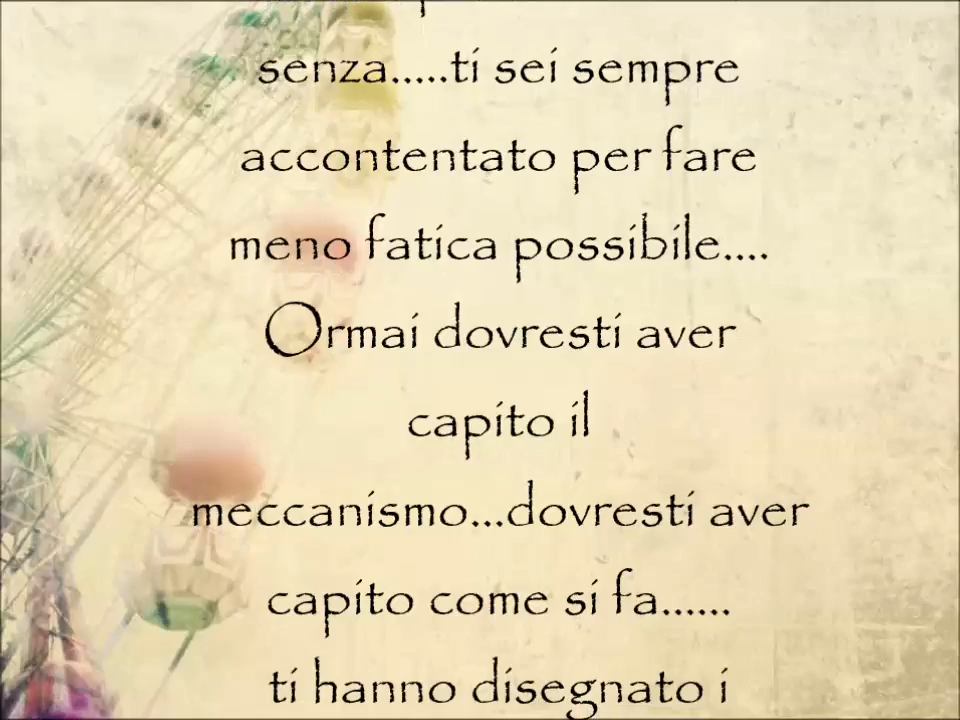 senza.....ti sei sempre
accontentato per fare
meno fatica possibile....
Ormai dovresti aver
capito il
meccanismo...dovresti aver
capito come si fa......
ti hanno disegnato i